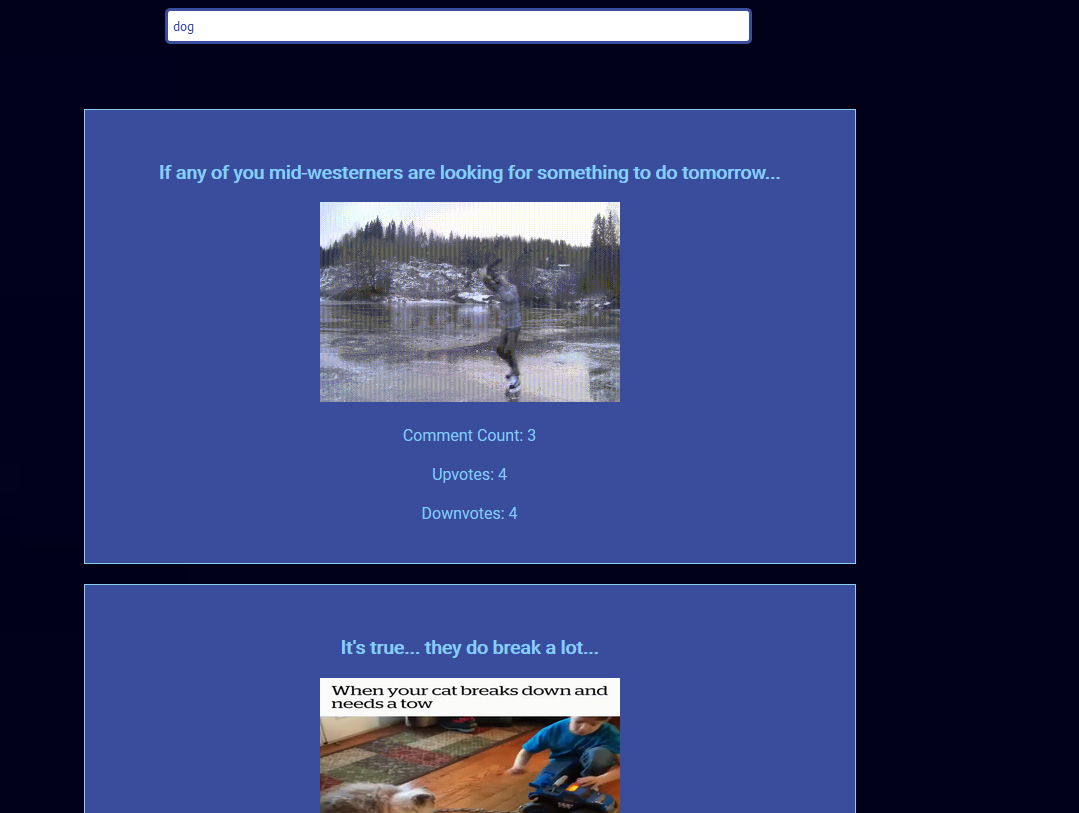 dog
If any of you mid-westerners are looking for something to do tomorrow...
Comment Count: 3
Upvotes: 4
Downvotes: 4
It's true... they do break a lot...
When your cat breaks down and
needs a tow